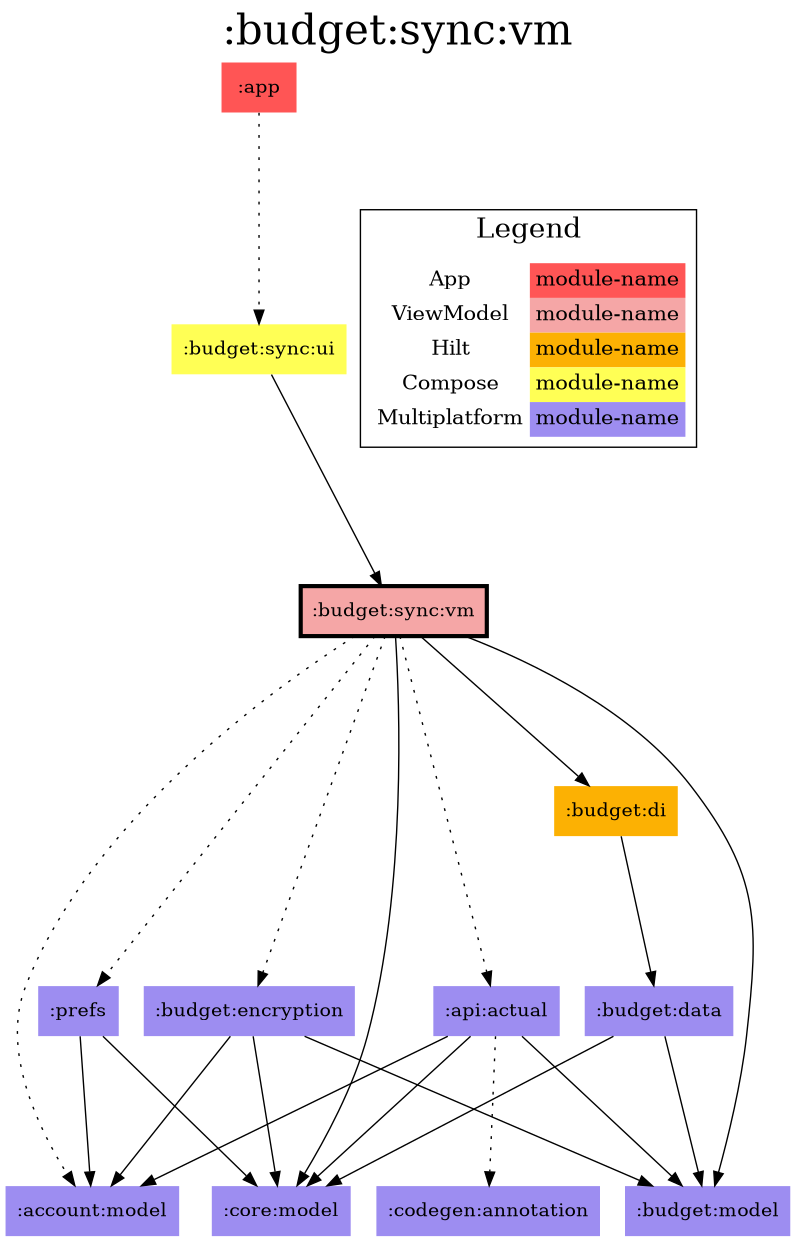 :budget:sync:vm
:app
Legend
App module-name
ViewModel module-name
Hilt module-name
Compose module-name
Multiplatform module-name
:budget:sync:ui
:budget:sync:vm
:budget:di
:prefs
:budget:encryption
:api:actual
:budget:data
:account:model
:core:model
:codegen:annotation
:budget:model